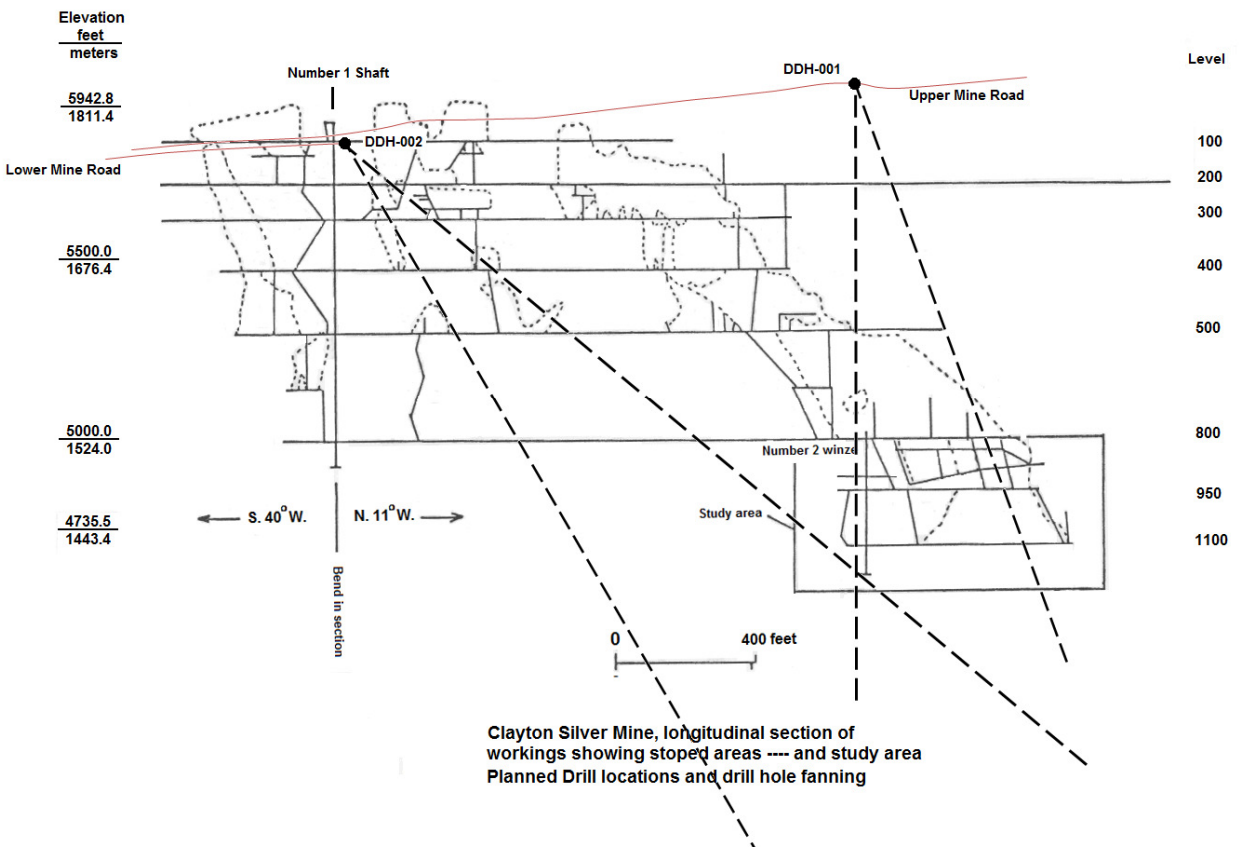 Elevation
feet
meters
Number 1 Shaft
DDH-001
Level
5942.8
1811.4
Upper Mine Road
DDH-002
100
Lower Mine Road
200
300
5500.0
1676.4
400
500
5000.0
1524.0
800
Number 2 winze
950
Study area
S. 40°W.
N. 11°W.
4735.5
1443.4
1100
Bend in section
0
400 feet
Clayton Silver Mine, longitudinal section of
workings showing stoped areas ---- and study area
Planned Drill locations and drill hole fanning